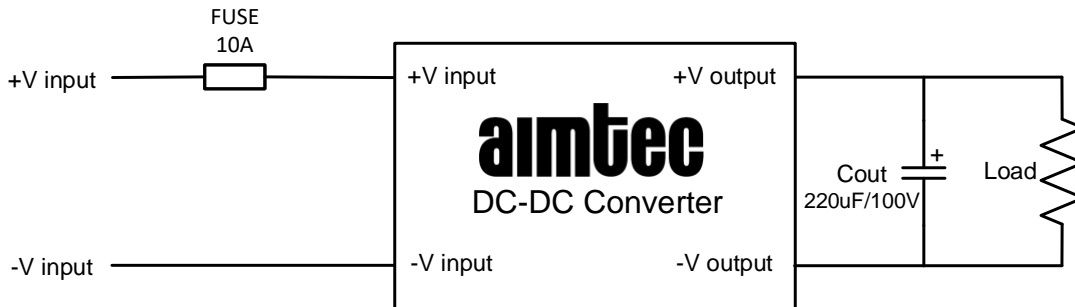 FUSE
10A
+V input
+V input
+V output
aimtec
DC-DC Converter
+
Cout
220uF/100V
Load
-V input
-V input
-V output